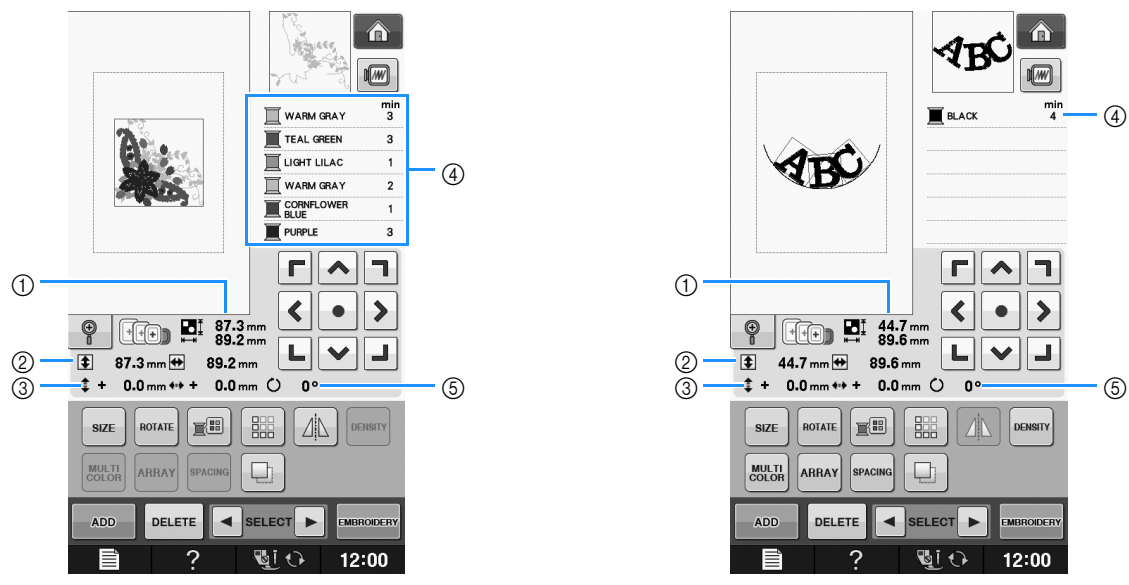 min
WARM GRAY 3
TEAL GREEN 3
LIGHT LILAC 1
WARM GRAY 2
CORNFLOWER
BLUE 1
PURPLE 3
④
①
87.3 mm
89.2 mm
②
87.3 mm 89.2 mm
③
+ 0.0 mm + 0.0 mm 0°
⑤
SIZE ROTATE DENSITY
MULTI
COLOR ARRAY SPACING
ADD DELETE SELECT EMBROIDERY
? 12:00
ABC
min
BLACK 4
④
ABC
①
44.7 mm
89.6 mm
②
44.7 mm 89.6 mm
③
+ 0.0 mm + 0.0 mm 0°
⑤
SIZE ROTATE DENSITY
MULTI
COLOR ARRAY SPACING
ADD DELETE SELECT EMBROIDERY
? 12:00